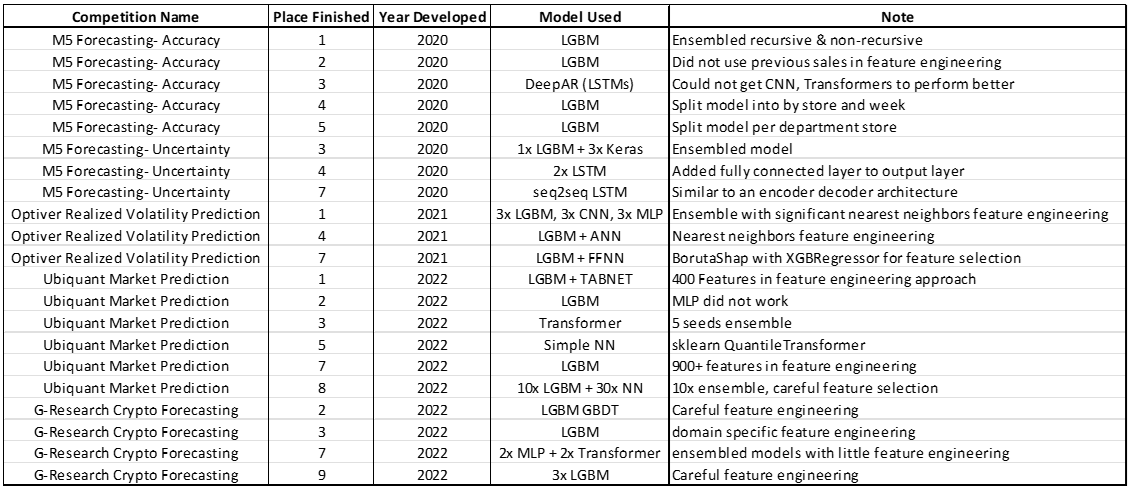 Competition Name Place Finished Year Developed Model Used Note
M5 Forecasting- Accuracy 1 2020 LGBM Ensembled recursive & non-recursive
M5 Forecasting- Accuracy 2 2020 LGBM Did not use previous sales in feature engineering
M5 Forecasting- Accuracy 3 2020 DeepAR (LSTMs) Could not get CNN, Transformers to perform better
M5 Forecasting- Accuracy 4 2020 LGBM Split model into by store and week
M5 Forecasting- Accuracy 5 2020 LGBM Split model per department store
M5 Forecasting- Uncertainty 3 2020 1x LGBM + 3x Keras Ensembled model
M5 Forecasting- Uncertainty 4 2020 2x LSTM Added fully connected layer to output layer
M5 Forecasting- Uncertainty 7 2020 seq2seq LSTM Similar to an encoder decoder architecture
Optiver Realized Volatility Prediction 1 2021 3x LGBM, 3x CNN, 3x MLP Ensemble with significant nearest neighbors feature engineering
Optiver Realized Volatility Prediction 4 2021 LGBM + ANN Nearest neighbors feature engineering
Optiver Realized Volatility Prediction 7 2021 LGBM + FFNN BorutaShap with XGBRegressor for feature selection
Ubiquant Market Prediction 1 2022 LGBM + TABNET 400 Features in feature engineering approach
Ubiquant Market Prediction 2 2022 LGBM MLP did not work
Ubiquant Market Prediction 3 2022 Transformer 5 seeds ensemble
Ubiquant Market Prediction 5 2022 Simple NN sklearn QuantileTransformer
Ubiquant Market Prediction 7 2022 LGBM 900+ features in feature engineering
Ubiquant Market Prediction 8 2022 10x LGBM + 30x NN 10x ensemble, careful feature selection
G-Research Crypto Forecasting 2 2022 LGBM GBDT Careful feature engineering
G-Research Crypto Forecasting 3 2022 LGBM domain specific feature engineering
G-Research Crypto Forecasting 7 2022 2x MLP + 2x Transformer ensembled models with little feature engineering
G-Research Crypto Forecasting 9 2022 3x LGBM Careful feature engineering